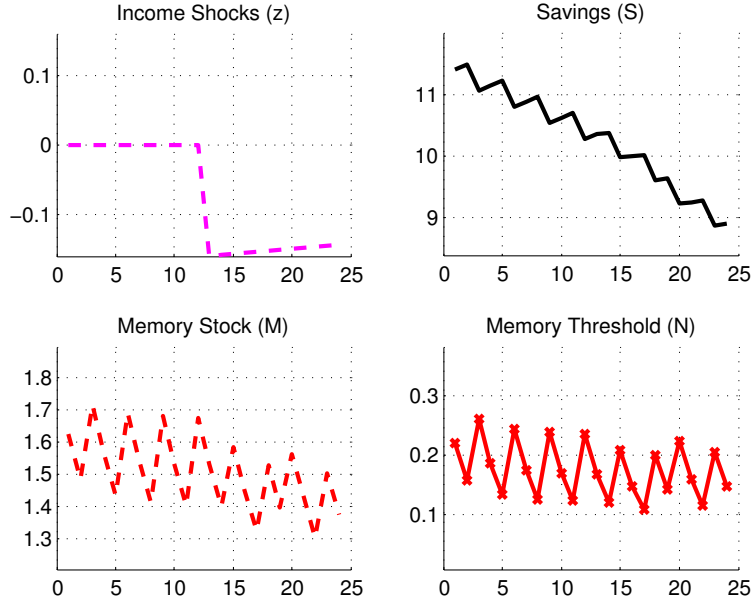 Income Shocks (z)
0.1
0
−0.1
0 5 10 15 20 25
Savings (S)
11
10
9
0 5 10 15 20 25
Memory Stock (M)
1.8
1.7
1.6
1.5
1.4
1.3
0 5 10 15 20 25
Memory Threshold (N)
0.3
0.2
0.1
0 5 10 15 20 25